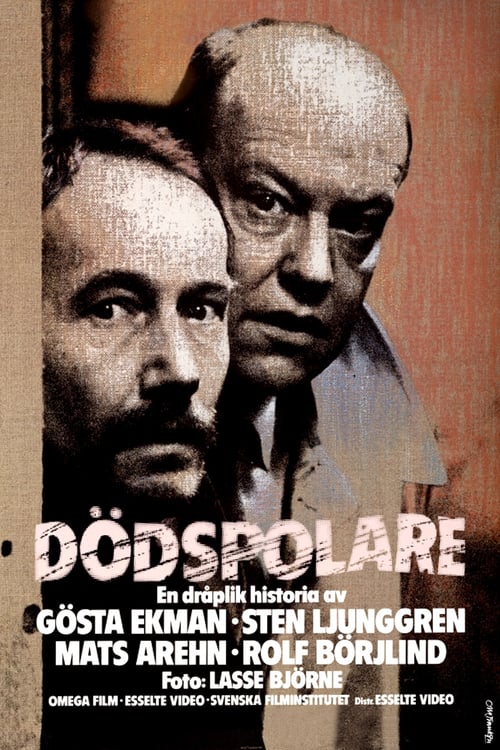 DÖDSPOLARE
En dråplik historia av
GÖSTA EKMAN · STEN LJUNGGREN
MATS AREHN · ROLF BÖRJLIND
Foto: LASSE BJÖRNE
OMEGA FILM · ESSELTE VIDEO · SVENSKA FILMINSTITUTET Distr. ESSELTE VIDEO